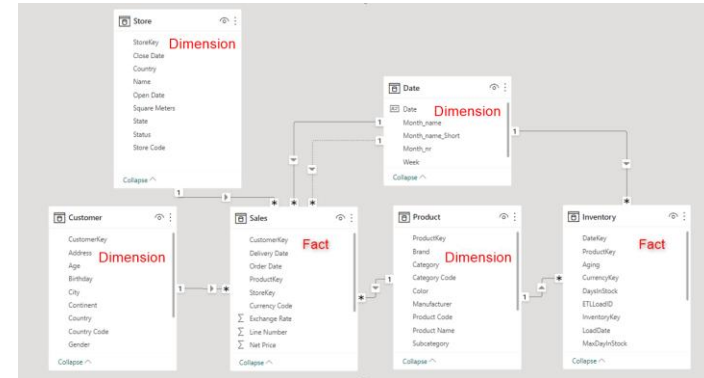 Store
StoreKey
Dimension
Close Date
Country
Name
Open Date
Square Meters
State
Status
Store Code
Collapse
Date
Date
Dimension
Month_name
Month_name_Short
Month_nr
Week
Collapse
1
1
1
1
* * *
*
Customer
CustomerKey
Address
Dimension
Age
Birthday
City
Continent
Country
Country Code
Gender
Collapse
1
*
Sales
CustomerKey
Fact
Delivery Date
Order Date
ProductKey
StoreKey
Currency Code
Σ Exchange Rate
Σ Line Number
Σ Net Price
Collapse
*
1
Product
ProductKey
Brand
Dimension
Category
Category Code
Color
Manufacturer
Product Code
Product Name
Subcategory
Collapse
1
*
Inventory
DateKey
Fact
ProductKey
Aging
CurrencyKey
DaysInStock
ETLLoadID
InventoryKey
LoadDate
MaxDayInStock
Collapse